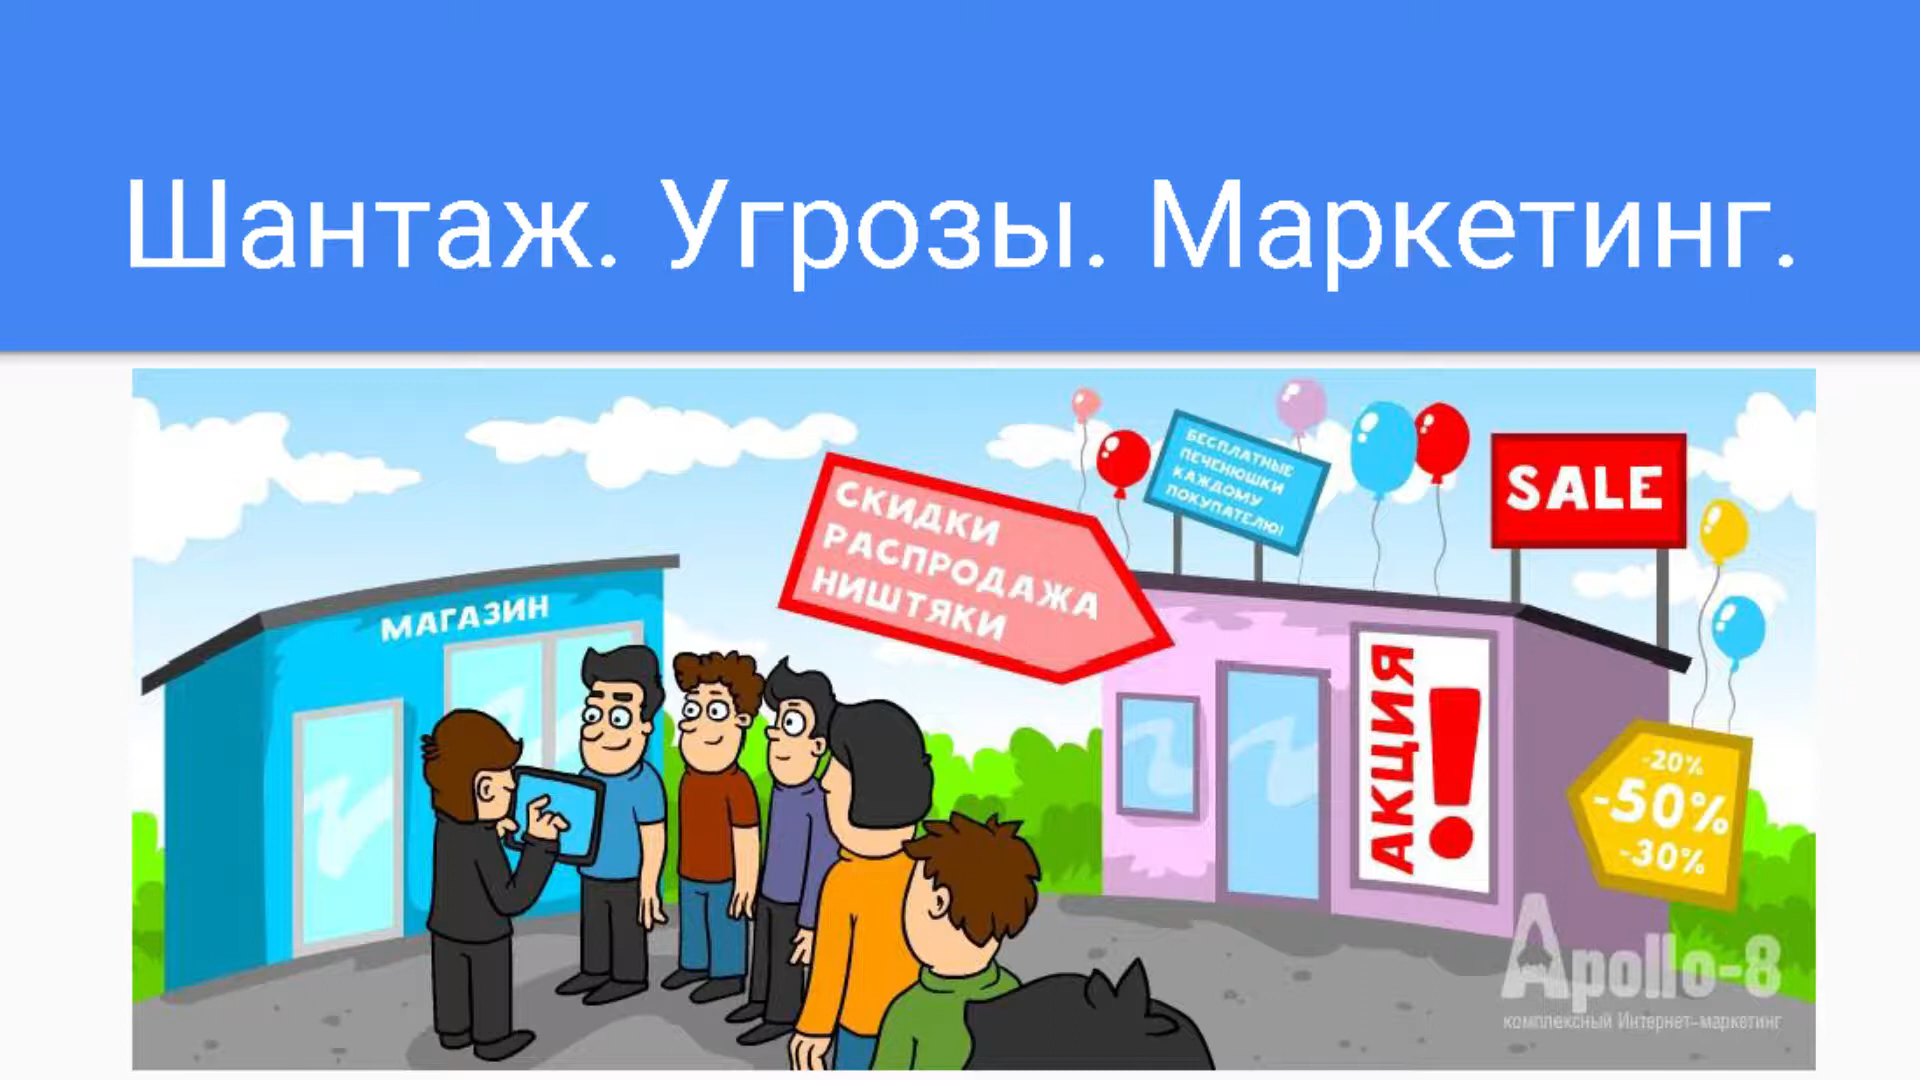 Шантаж. Угрозы. Маркетинг.
МАГАЗИН
СКИДКИ
РАСПРОДАЖА
НИШТЯКИ
БЕСПЛАТНЫЕ
ПЕЧЕНЮШКИ
КАЖДОМУ
ПОКУПАТЕЛЮ!
SALE
АКЦИЯ!
-20%
-50%
-30%
Apollo-8
комплексный Интернет-маркетинг